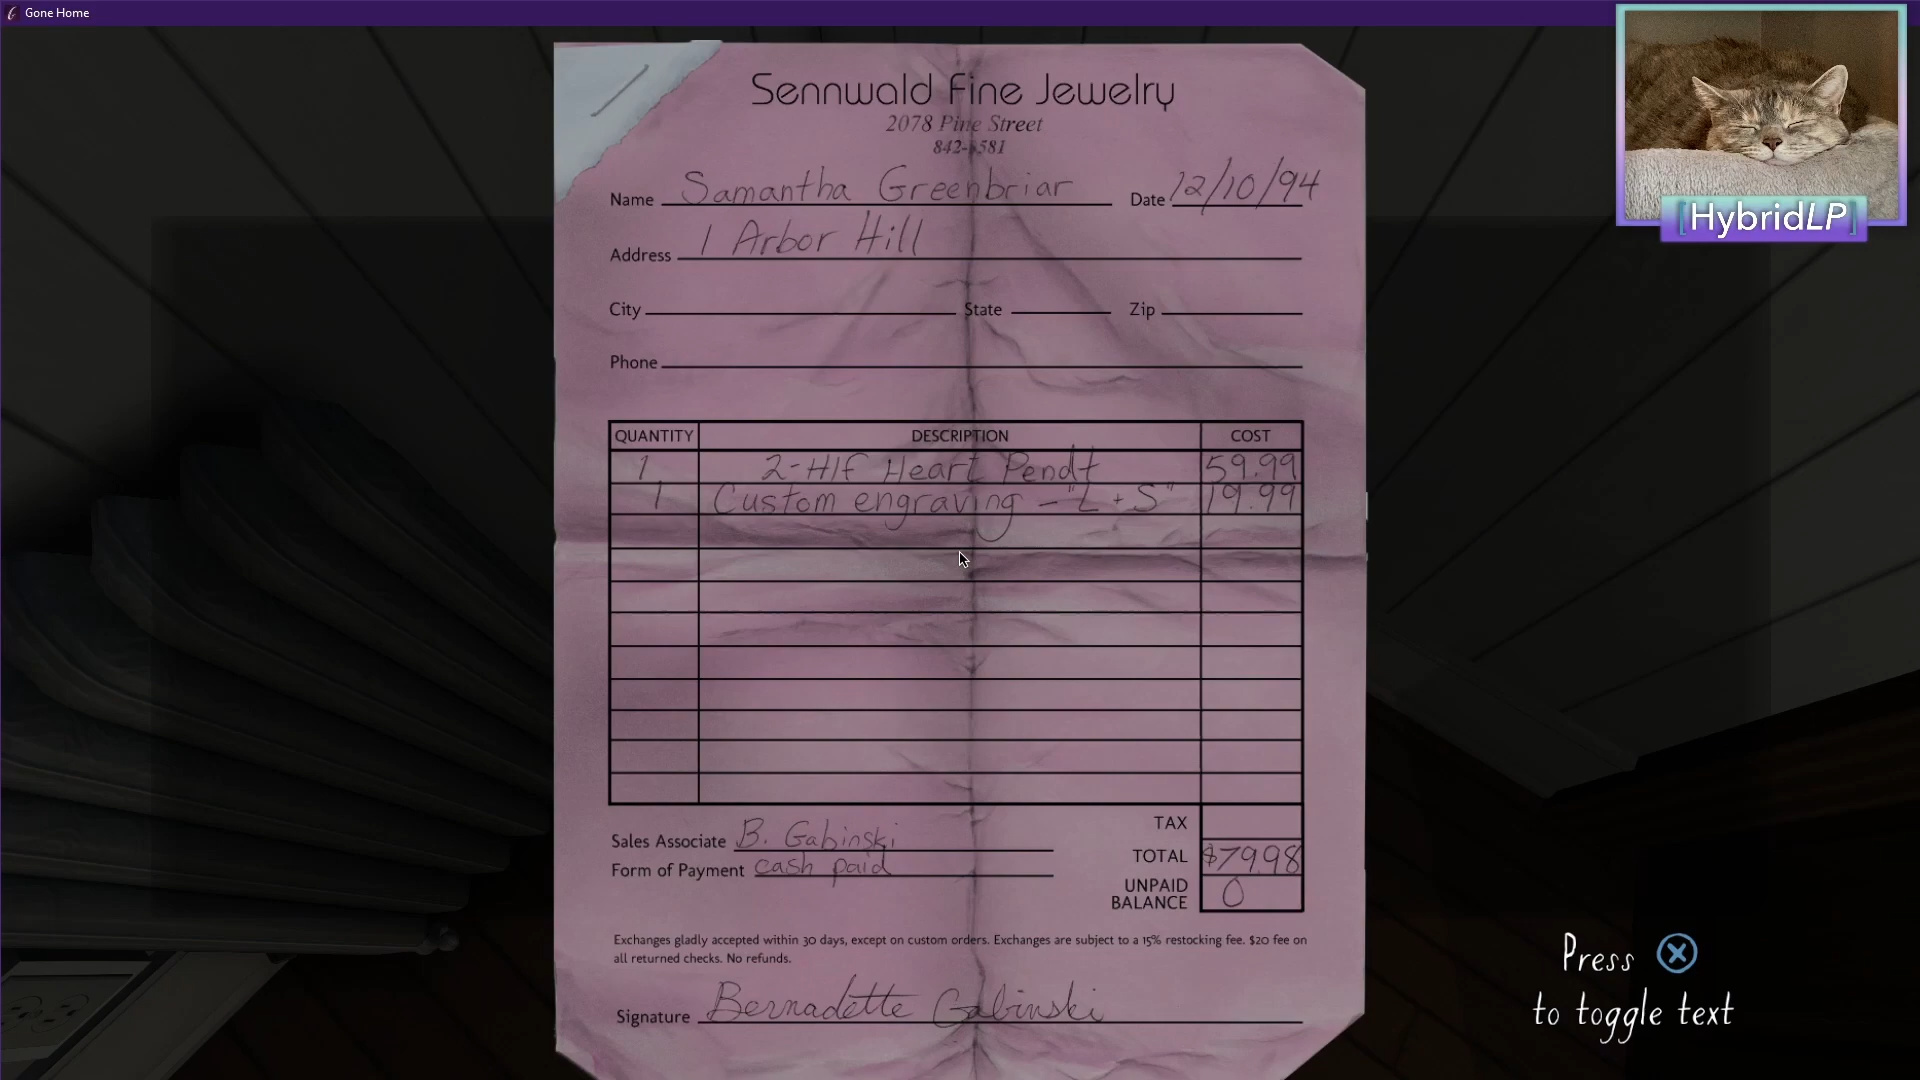 Gone Home
Sennwald Fine Jewelry
2078 Pine Street
842-5581
Name Samantha Greenbriar Date 12/10/94
Address 1 Arbor Hill
City State Zip
Phone
QUANTITY DESCRIPTION COST
1 2-Hlf Heart Pendt 59.99
1 Custom engraving - "L + S" 19.99
TAX
Sales Associate B. Gabinski
TOTAL $79.98
Form of Payment cash paid
UNPAID
BALANCE 0
Exchanges gladly accepted within 30 days, except on custom orders. Exchanges are subject to a 15% restocking fee. $20 fee on
all returned checks. No refunds.
Signature Bernadette Gabinski
[HybridLP]
Press
to toggle text